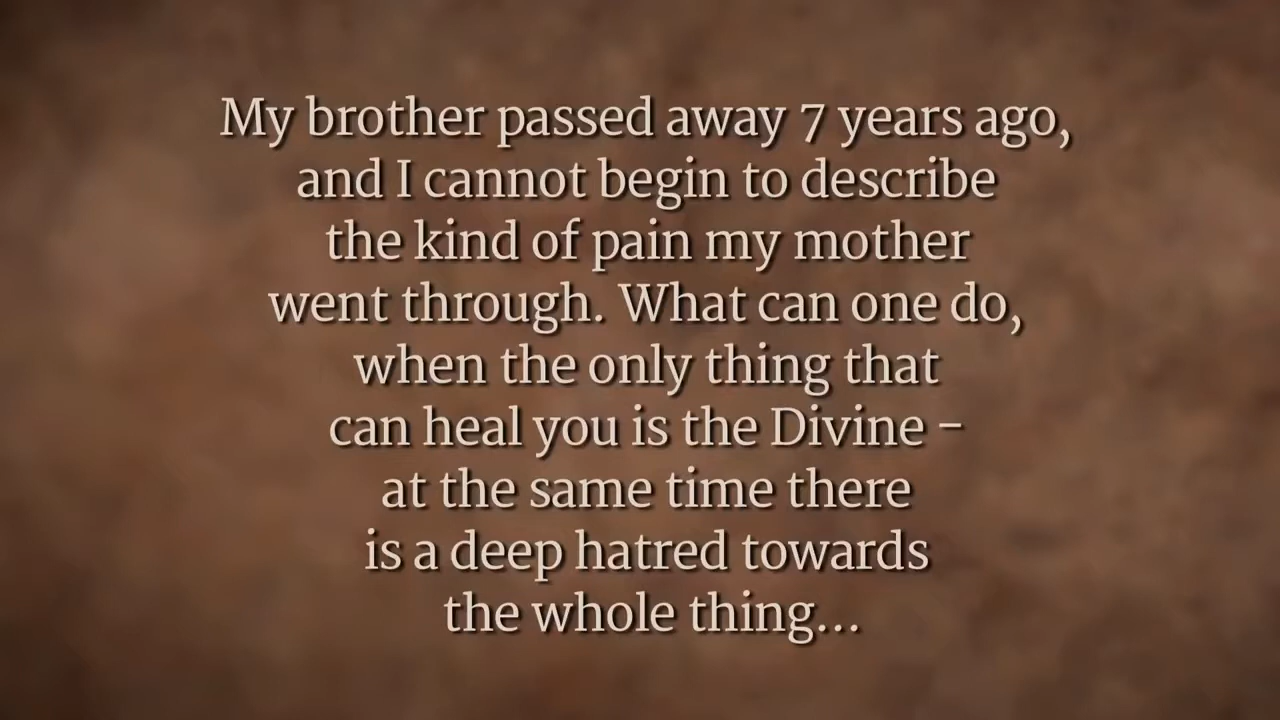 My brother passed away 7 years ago,
and I cannot begin to describe
the kind of pain my mother
went through. What can one do,
when the only thing that
can heal you is the Divine -
at the same time there
is a deep hatred towards
the whole thing...